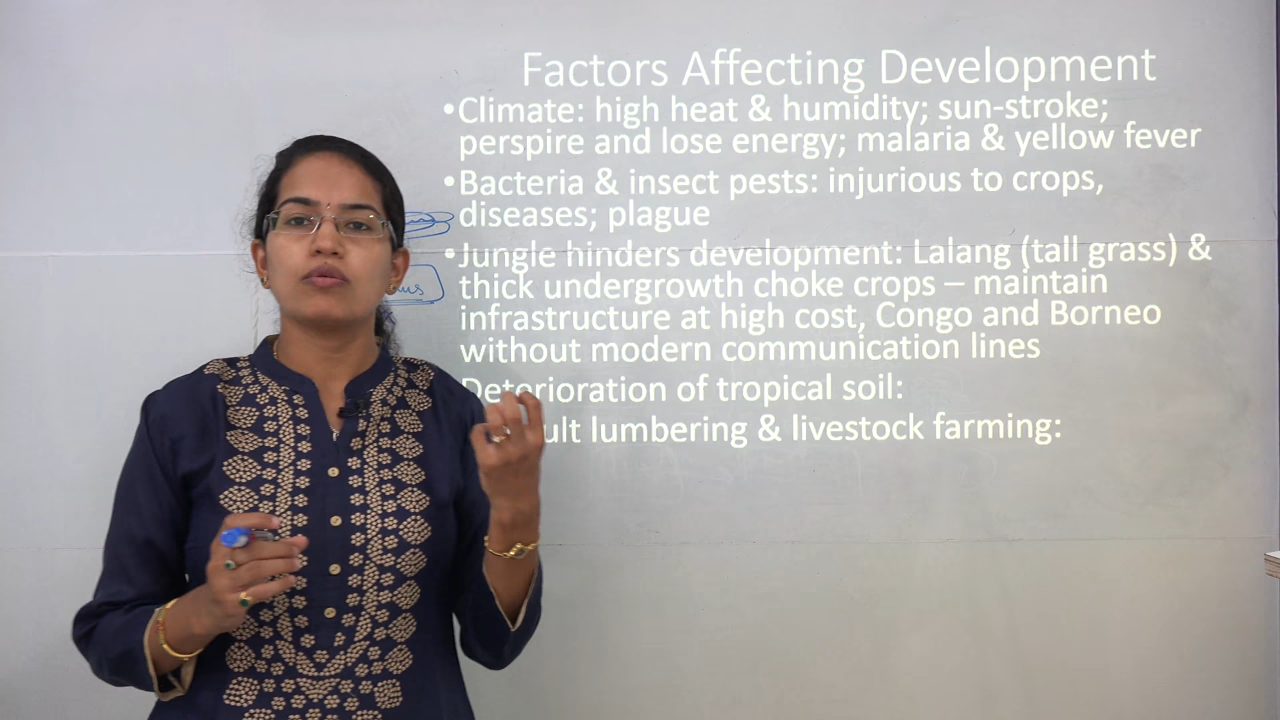 Factors Affecting Development
•Climate: high heat & humidity; sun-stroke;
perspire and lose energy; malaria & yellow fever
•Bacteria & insect pests: injurious to crops,
diseases; plague
•Jungle hinders development: Lalang (tall grass) &
thick undergrowth choke crops – maintain
infrastructure at high cost, Congo and Borneo
without modern communication lines
Deterioration of tropical soil:
lumbering & livestock farming: